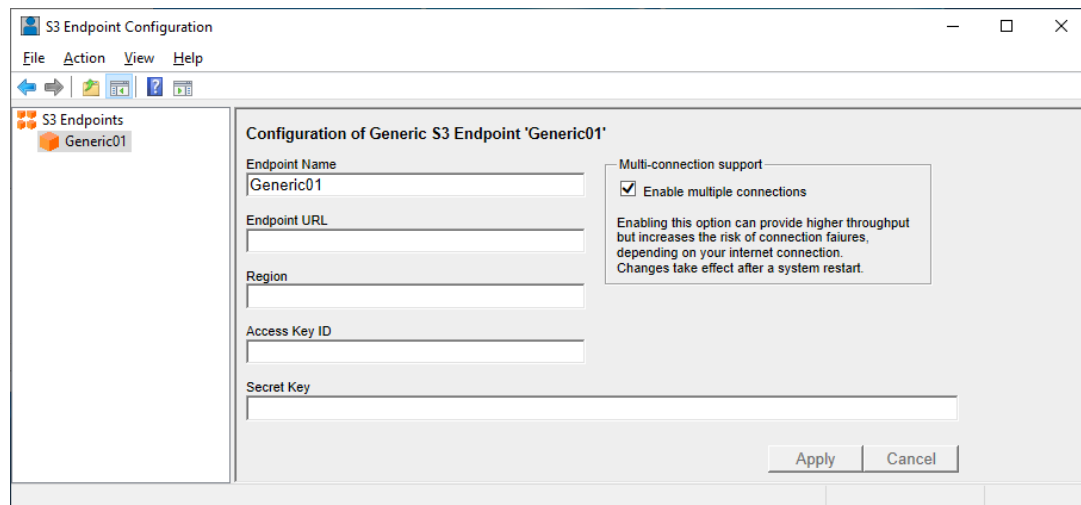 S3 Endpoint Configuration
File Action View Help
S3 Endpoints
Generic01
Configuration of Generic S3 Endpoint 'Generic01'
Endpoint Name
Generic01
Endpoint URL
Region
Access Key ID
Secret Key
Multi-connection support
Enable multiple connections
Enabling this option can provide higher throughput
but increases the risk of connection faiures,
depending on your internet connection.
Changes take effect after a system restart.
Apply Cancel